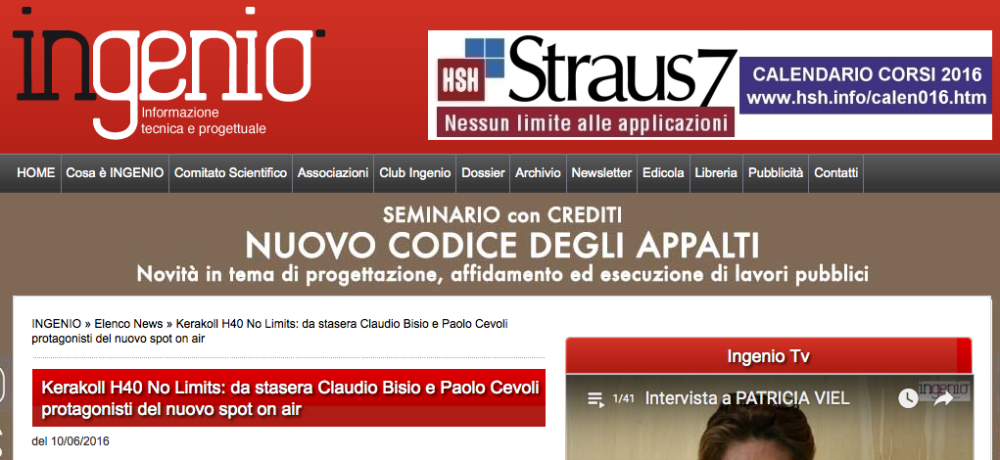 ingenio
Informazione
tecnica e progettuale
HSH
Straus7
Nessun limite alle applicazioni
CALENDARIO CORSI 2016
www.hsh.info/calen016.htm
HOME
Cosa è INGENIO
Comitato Scientifico
Associazioni
Club Ingenio
Dossier
Archivio
Newsletter
Edicola
Libreria
Pubblicità
Contatti
SEMINARIO con CREDITI
NUOVO CODICE DEGLI APPALTI
Novità in tema di progettazione, affidamento ed esecuzione di lavori pubblici
INGENIO » Elenco News » Kerakoll H40 No Limits: da stasera Claudio Bisio e Paolo Cevoli
protagonisti del nuovo spot on air
Kerakoll H40 No Limits: da stasera Claudio Bisio e Paolo Cevoli
protagonisti del nuovo spot on air
del 10/06/2016
Ingenio Tv
1/41
Intervista a PATRICIA VIEL
ingenio